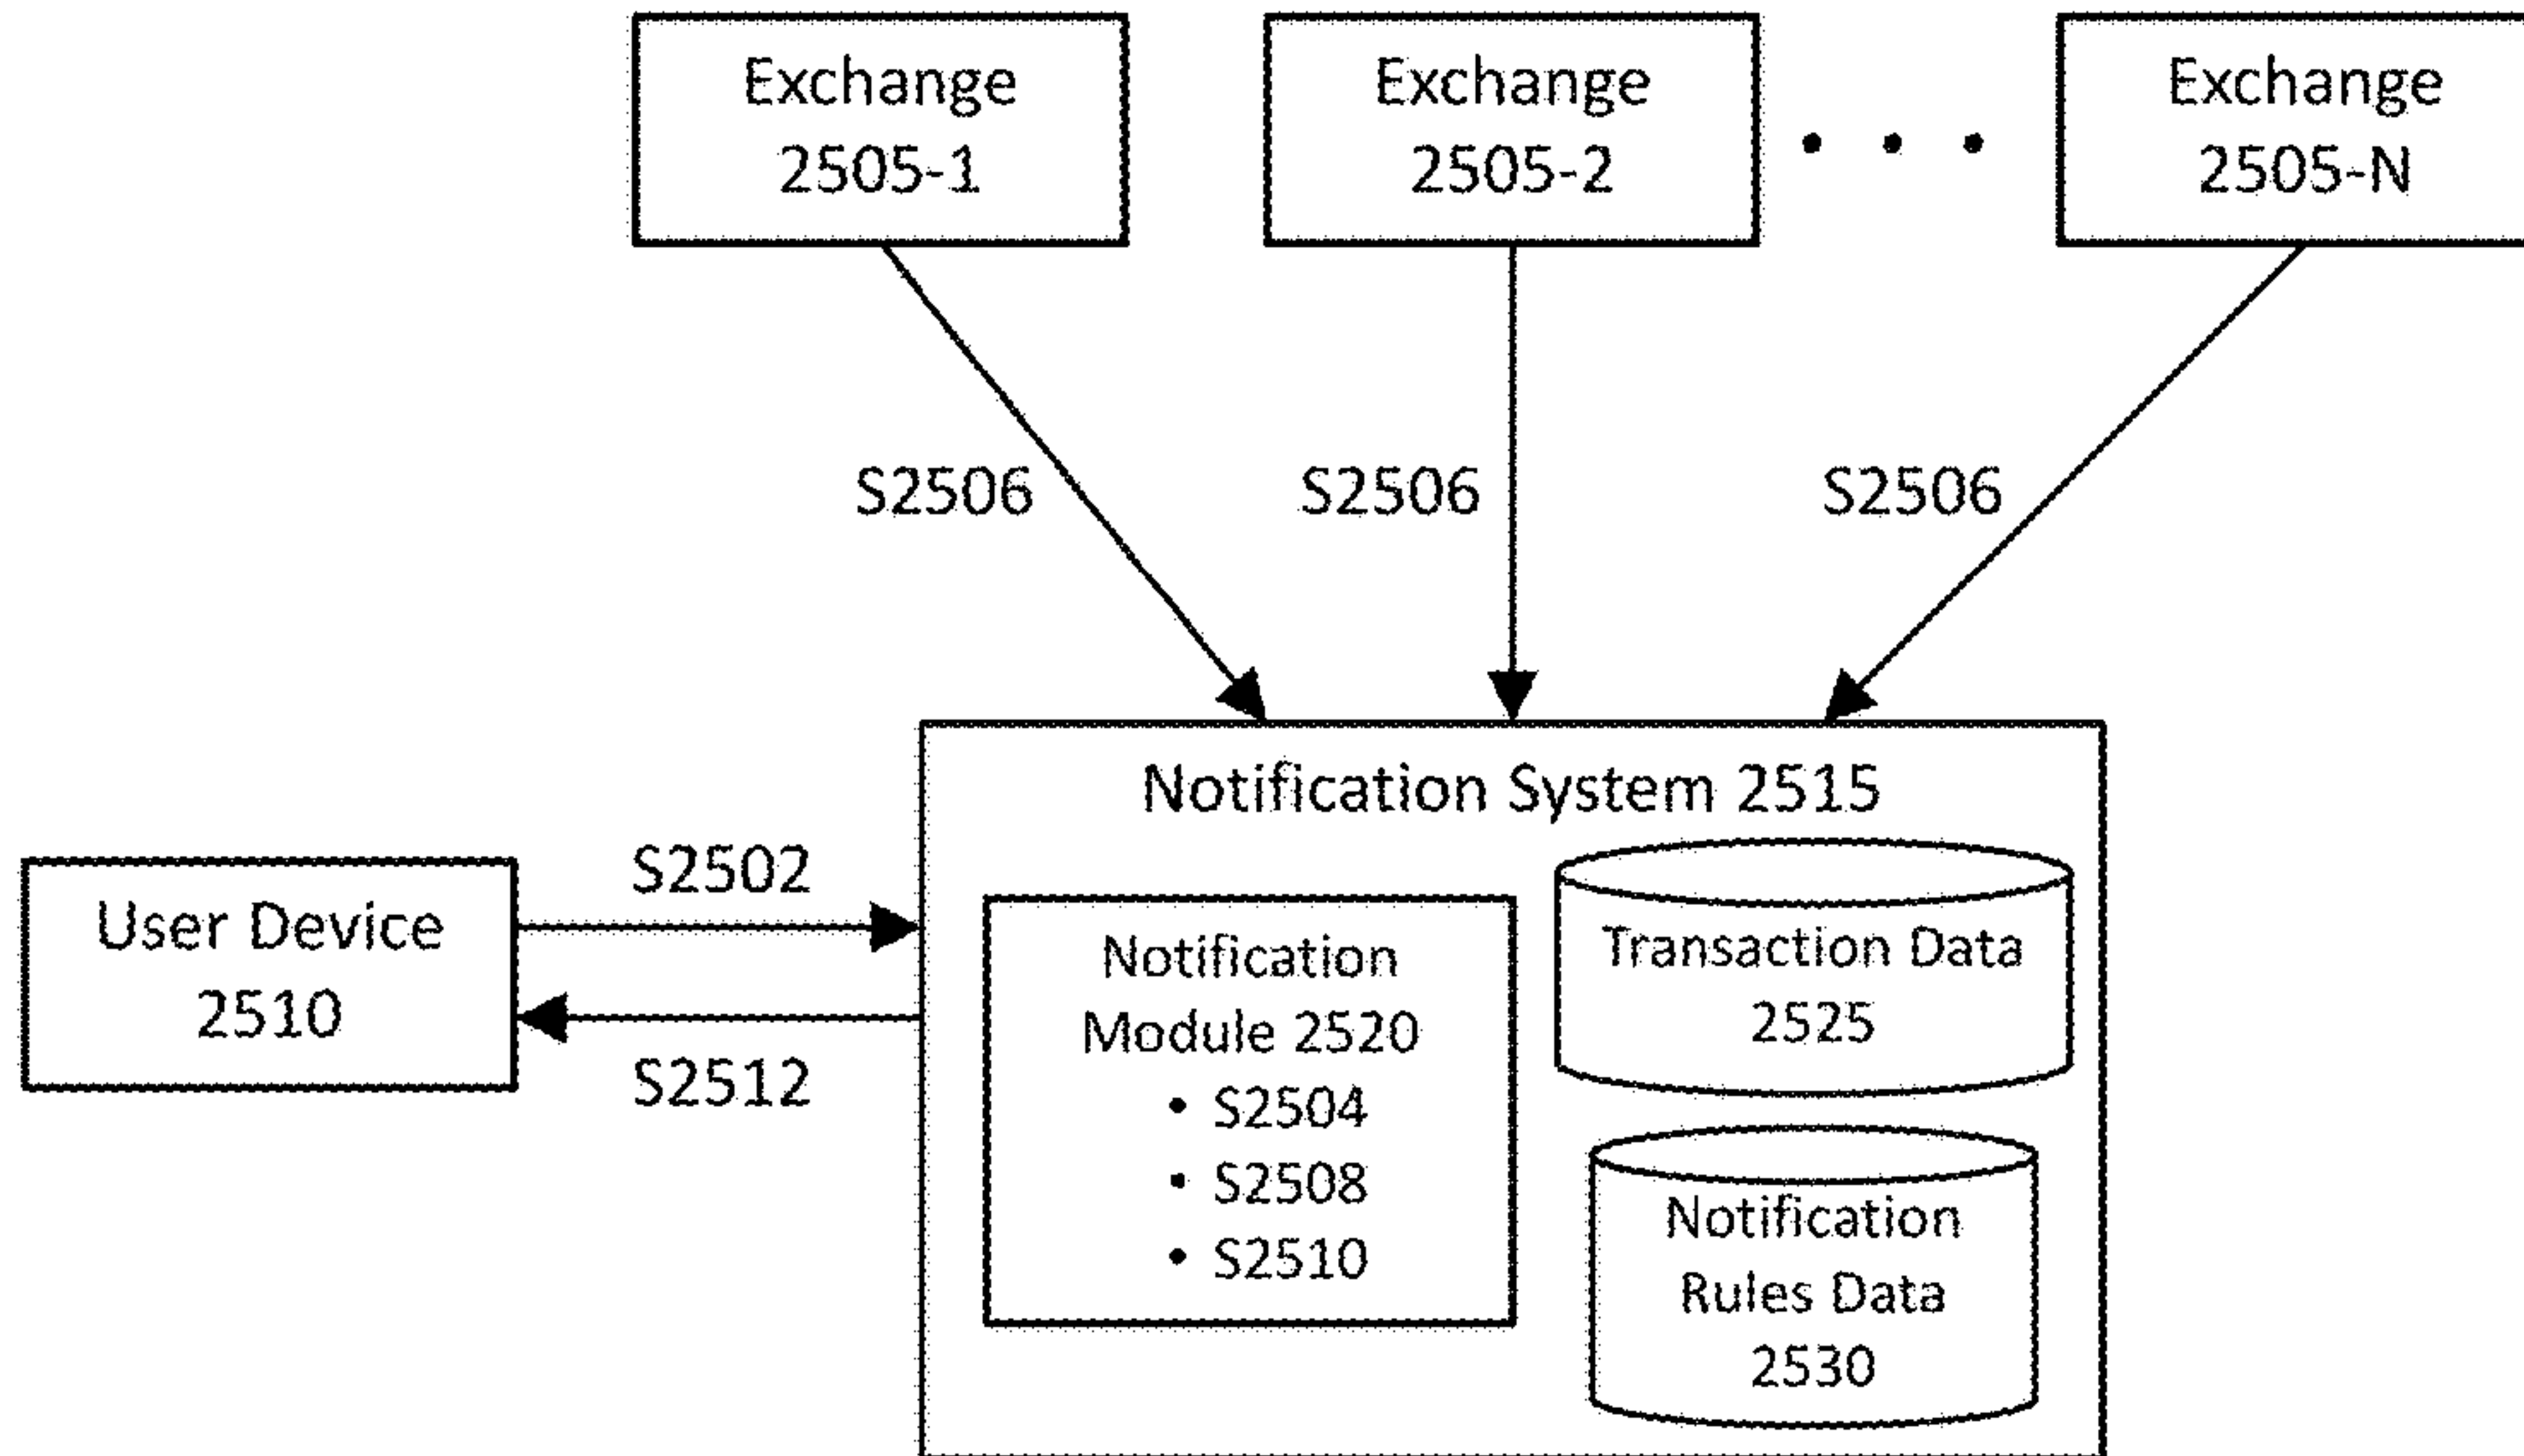 Exchange
2505-1
Exchange
2505-2
• • •
Exchange
2505-N
S2506
S2506
S2506
Notification System 2515
User Device
2510
S2502
S2512
Notification
Module 2520
• S2504
• S2508
• S2510
Transaction Data
2525
Notification
Rules Data
2530